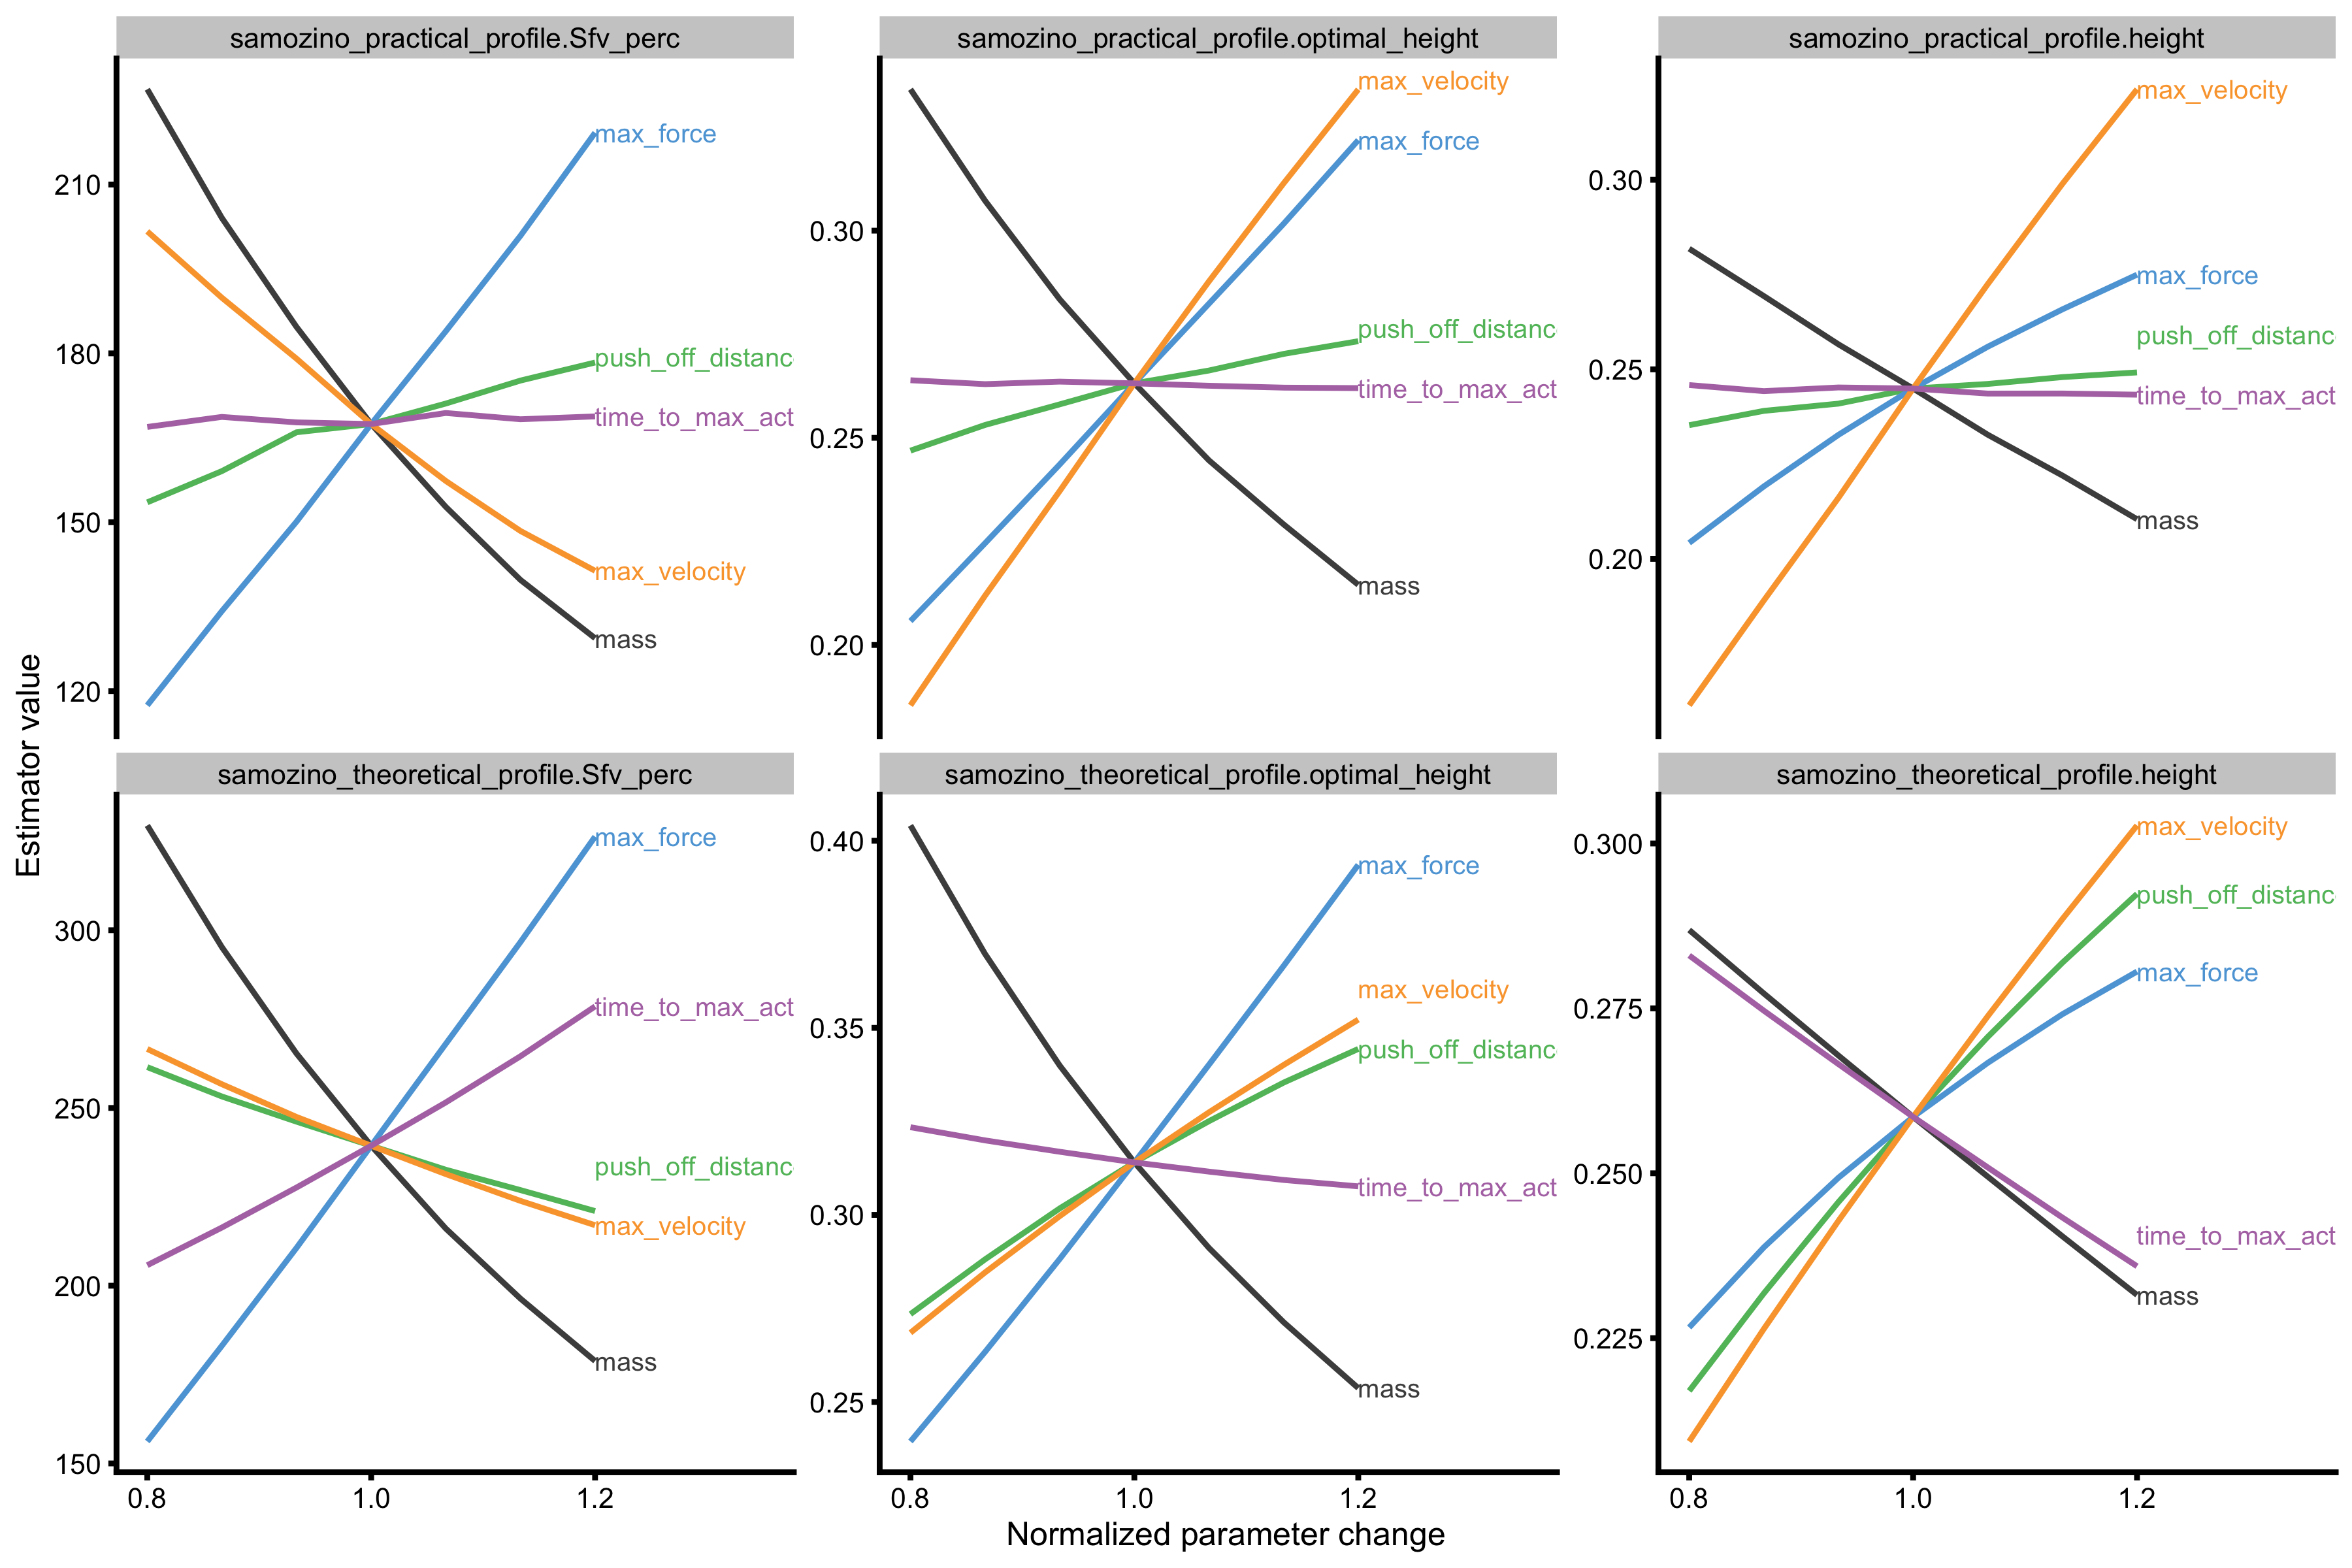 samozino_practical_profile.Sfv_perc
samozino_practical_profile.optimal_height
samozino_practical_profile.height
210
180
150
120
max_force
push_off_distanc
time_to_max_act
max_velocity
mass
0.30
0.25
0.20
max_velocity
max_force
push_off_distanc
time_to_max_act
mass
0.30
0.25
0.20
max_velocity
max_force
push_off_distanc
time_to_max_act
mass
Estimator value
samozino_theoretical_profile.Sfv_perc
samozino_theoretical_profile.optimal_height
samozino_theoretical_profile.height
300
250
200
150
max_force
time_to_max_act
push_off_distanc
max_velocity
mass
0.40
0.35
0.30
0.25
max_force
max_velocity
push_off_distanc
time_to_max_act
mass
0.300
0.275
0.250
0.225
max_velocity
push_off_distanc
max_force
time_to_max_act
mass
0.8 1.0 1.2
0.8 1.0 1.2
0.8 1.0 1.2
Normalized parameter change